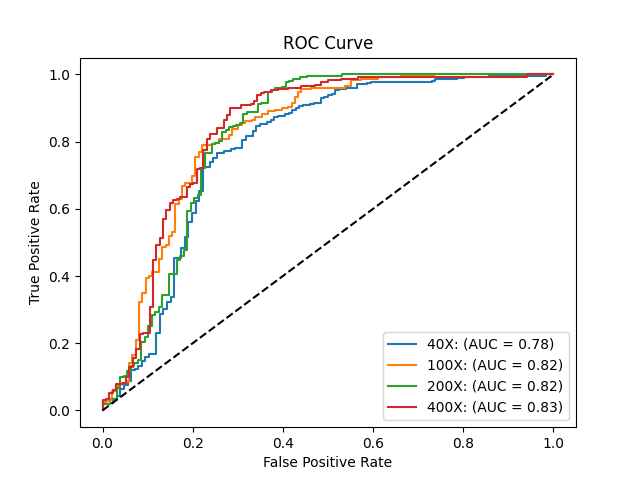 ROC Curve
True Positive Rate
1.0
0.8
0.6
0.4
0.2
0.0
0.0 0.2 0.4 0.6 0.8 1.0
False Positive Rate
40X: (AUC = 0.78)
100X: (AUC = 0.82)
200X: (AUC = 0.82)
400X: (AUC = 0.83)